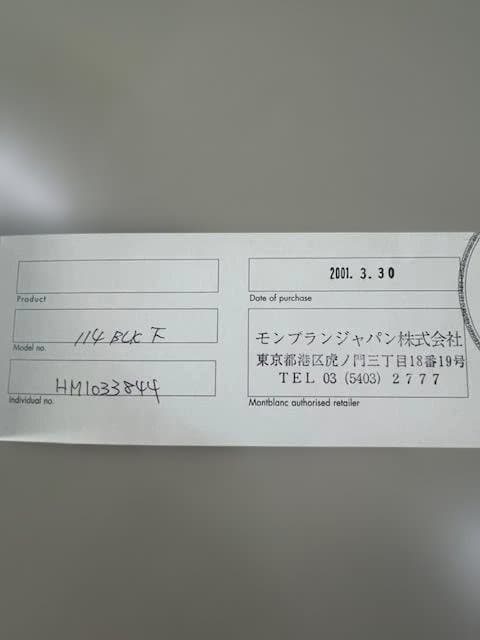 Product
114 BLK F
Model no.
HM1033844
Individual no.
2001. 3. 30
Date of purchase
モンブランジャパン株式会社
東京都港区虎ノ門三丁目18番19号
TEL 03 (5403) 2777
Montblanc authorised retailer